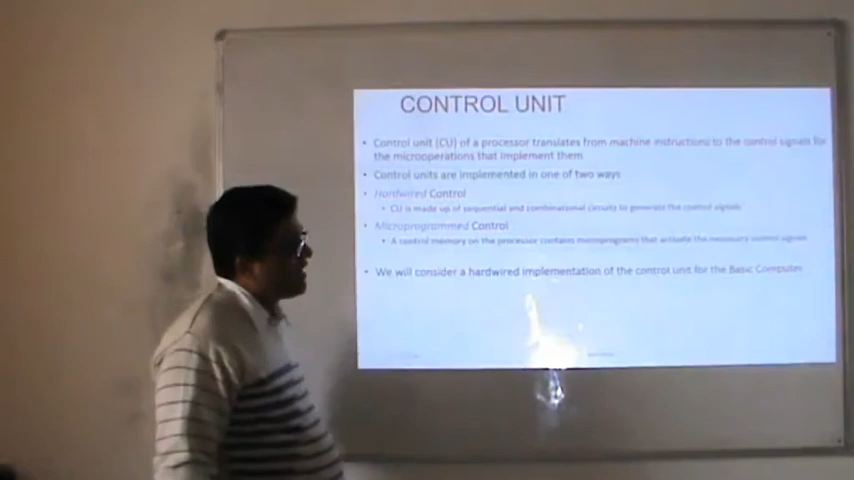 CONTROL UNIT
• Control unit (CU) of a processor translates from machine instructions to the control signals for
the microoperations that implement them
• Control units are implemented in one of two ways
• Hardwired Control
• CU is made up of sequential and combinational circuits to generate the control signals
• Microprogrammed Control
• A control memory on the processor contains microprograms that activate the necessary control signals
• We will consider a hardwired implementation of the control unit for the Basic Computer